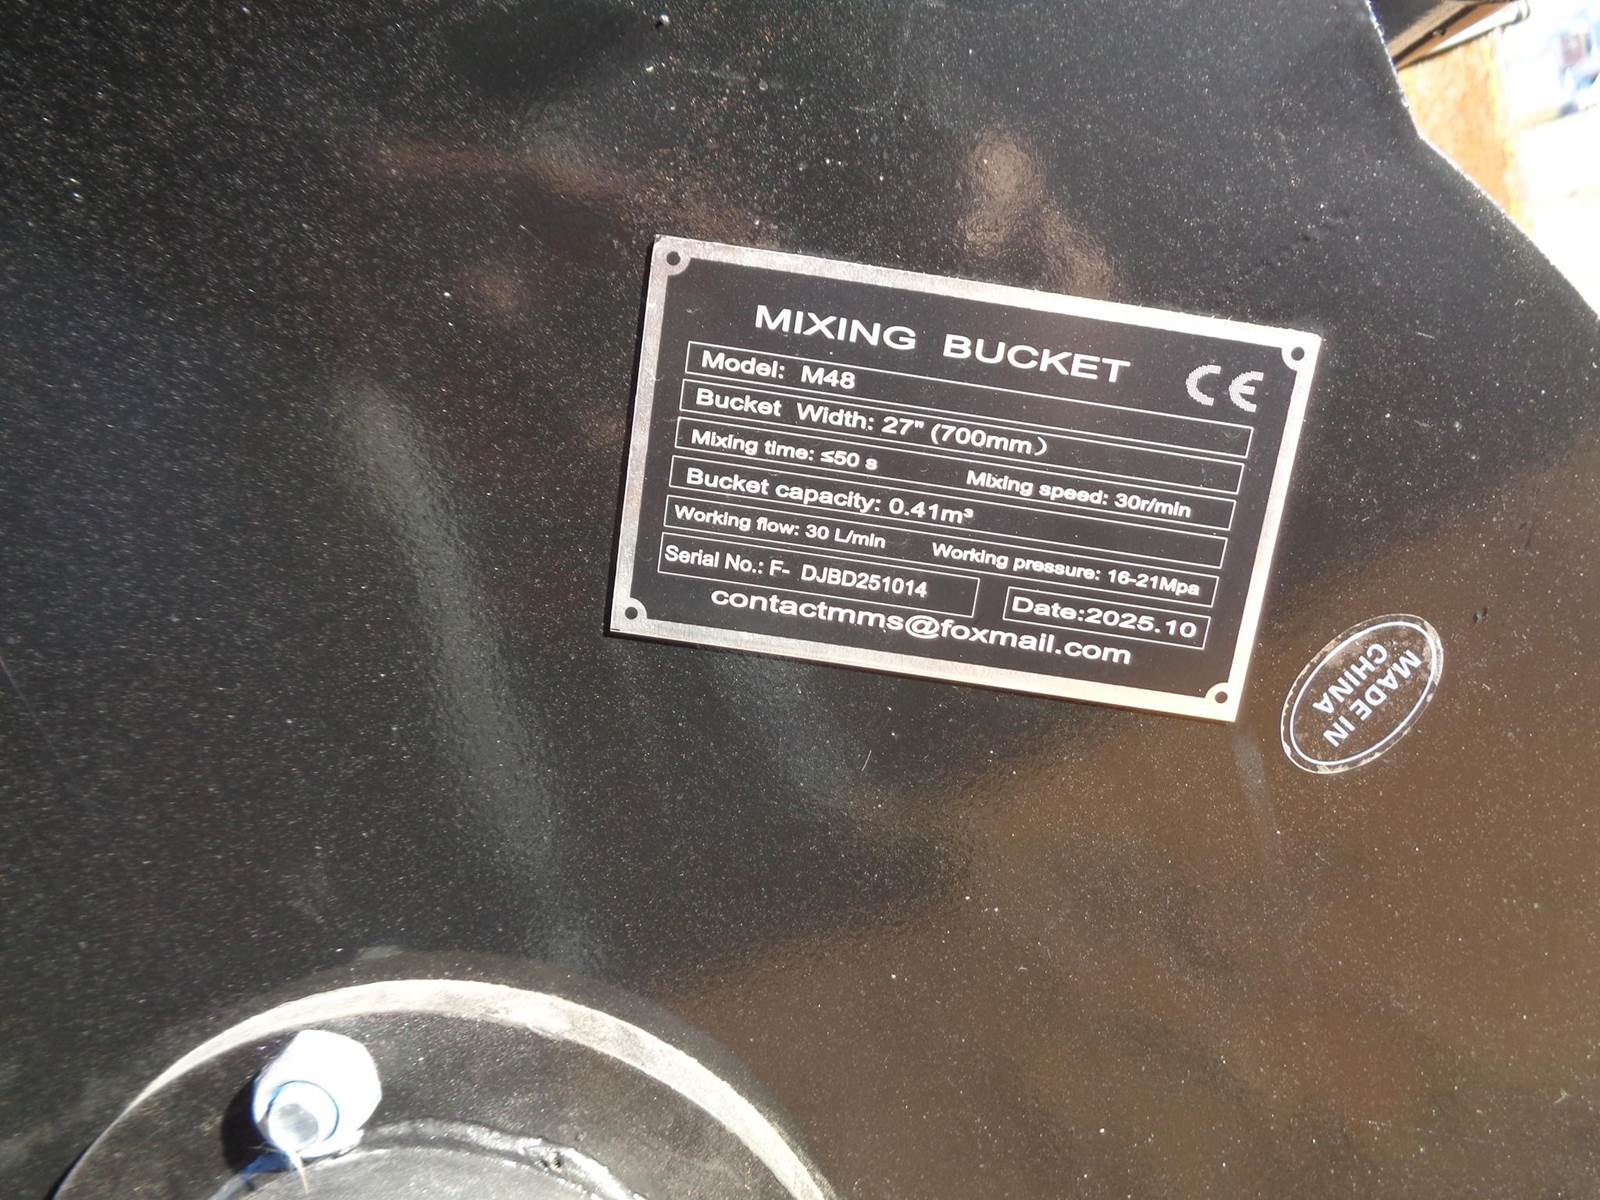 MIXING BUCKET
CE
Model: M48
Bucket Width: 27" (700mm）
Mixing time: ≤50 s Mixing speed: 30r/min
Bucket capacity: 0.41m³
Working flow: 30 L/min Working pressure: 16-21Mpa
Serial No.: F- DJBD251014 Date:2025.10
contactmms@foxmail.com
MADE IN
CHINA